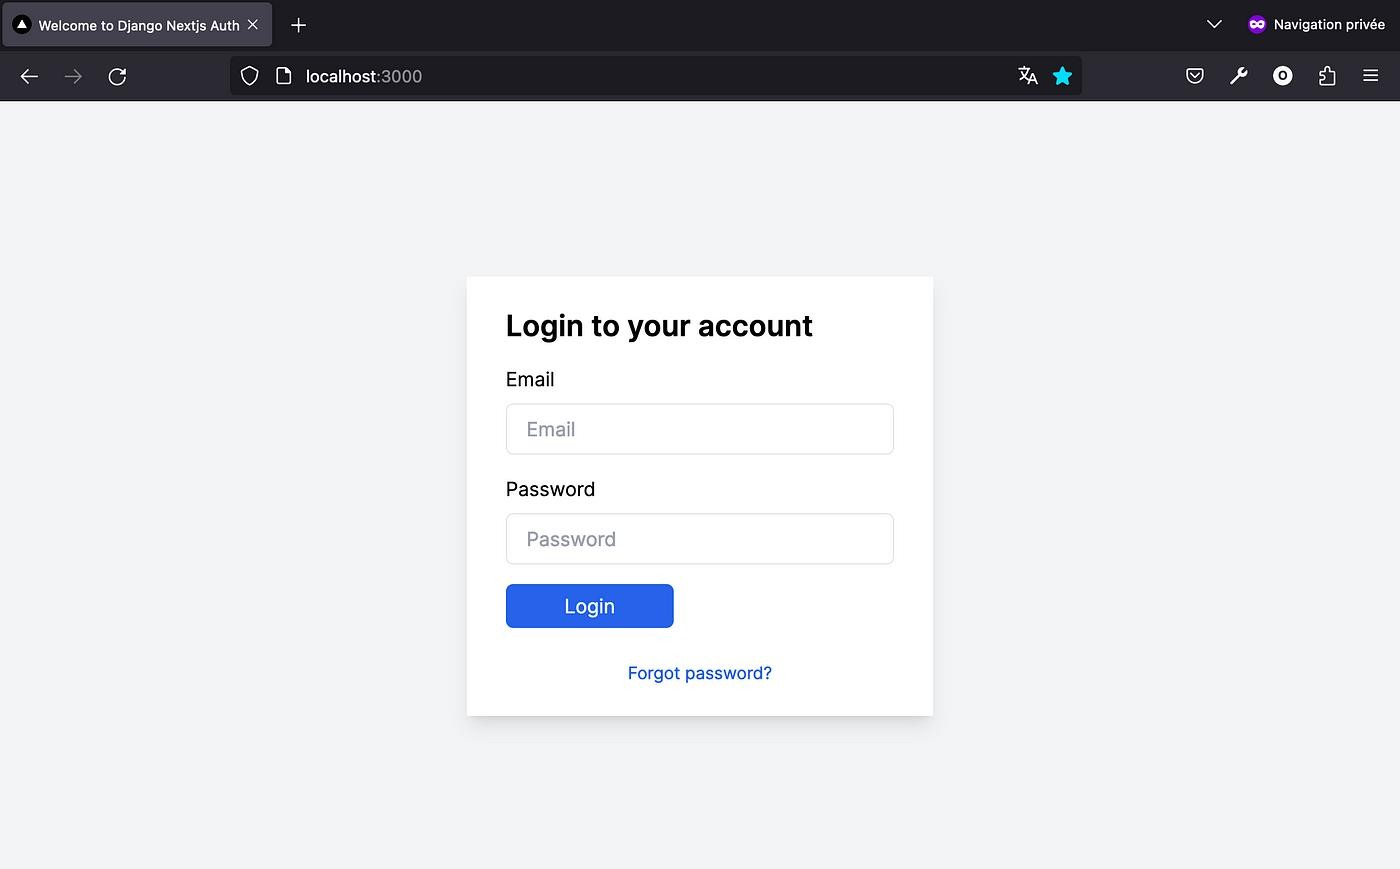 Welcome to Django Nextjs Auth
Navigation privée
localhost:3000
Login to your account
Email
Email
Password
Password
Login
Forgot password?